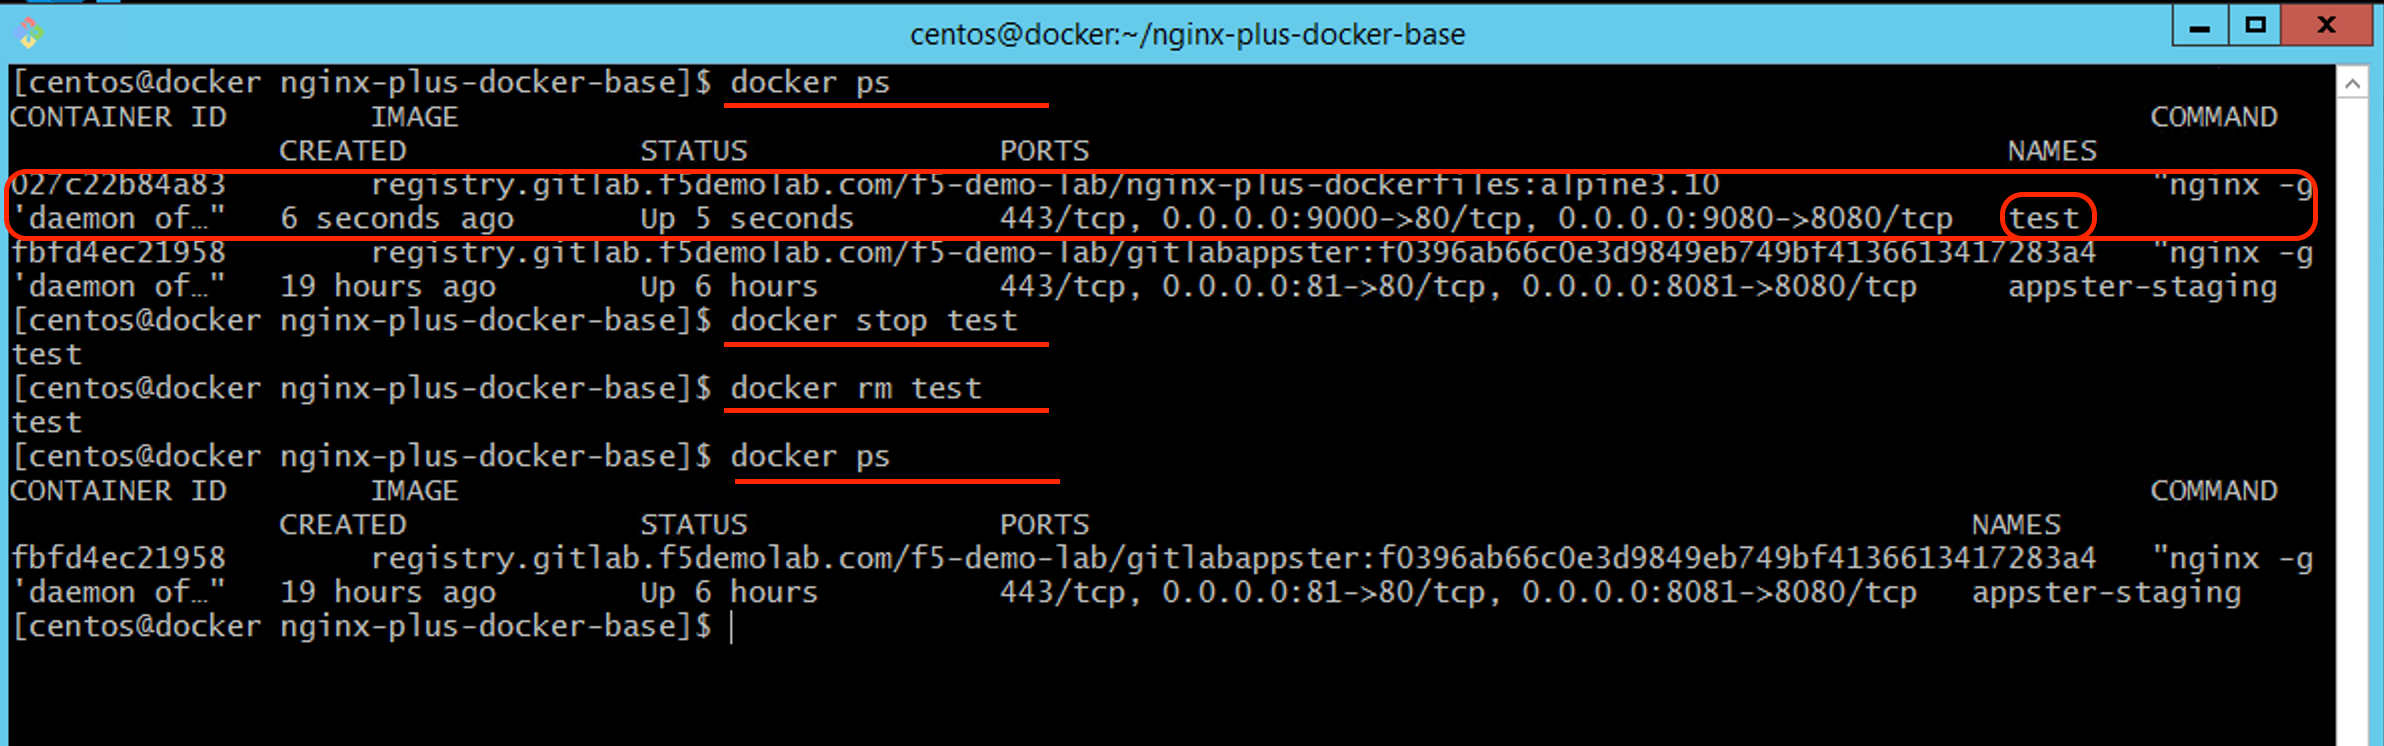 centos@docker:~/nginx-plus-docker-base
[centos@docker nginx-plus-docker-base]$ docker ps
CONTAINER ID        IMAGE                                                                                              COMMAND
               CREATED             STATUS              PORTS                                                   NAMES
027c22b84a83        registry.gitlab.f5demolab.com/f5-demo-lab/nginx-plus-dockerfiles:alpine3.10                        "nginx -g
'daemon of…"   6 seconds ago       Up 5 seconds        443/tcp, 0.0.0.0:9000->80/tcp, 0.0.0.0:9080->8080/tcp   test
fbfd4ec21958        registry.gitlab.f5demolab.com/f5-demo-lab/gitlabappster:f0396ab66c0e3d9849eb749bf4136613417283a4   "nginx -g
'daemon of…"   19 hours ago        Up 6 hours          443/tcp, 0.0.0.0:81->80/tcp, 0.0.0.0:8081->8080/tcp     appster-staging
[centos@docker nginx-plus-docker-base]$ docker stop test
test
[centos@docker nginx-plus-docker-base]$ docker rm test
test
[centos@docker nginx-plus-docker-base]$ docker ps
CONTAINER ID        IMAGE                                                                                              COMMAND
               CREATED             STATUS              PORTS                                                 NAMES
fbfd4ec21958        registry.gitlab.f5demolab.com/f5-demo-lab/gitlabappster:f0396ab66c0e3d9849eb749bf4136613417283a4   "nginx -g
'daemon of…"   19 hours ago        Up 6 hours          443/tcp, 0.0.0.0:81->80/tcp, 0.0.0.0:8081->8080/tcp   appster-staging
[centos@docker nginx-plus-docker-base]$